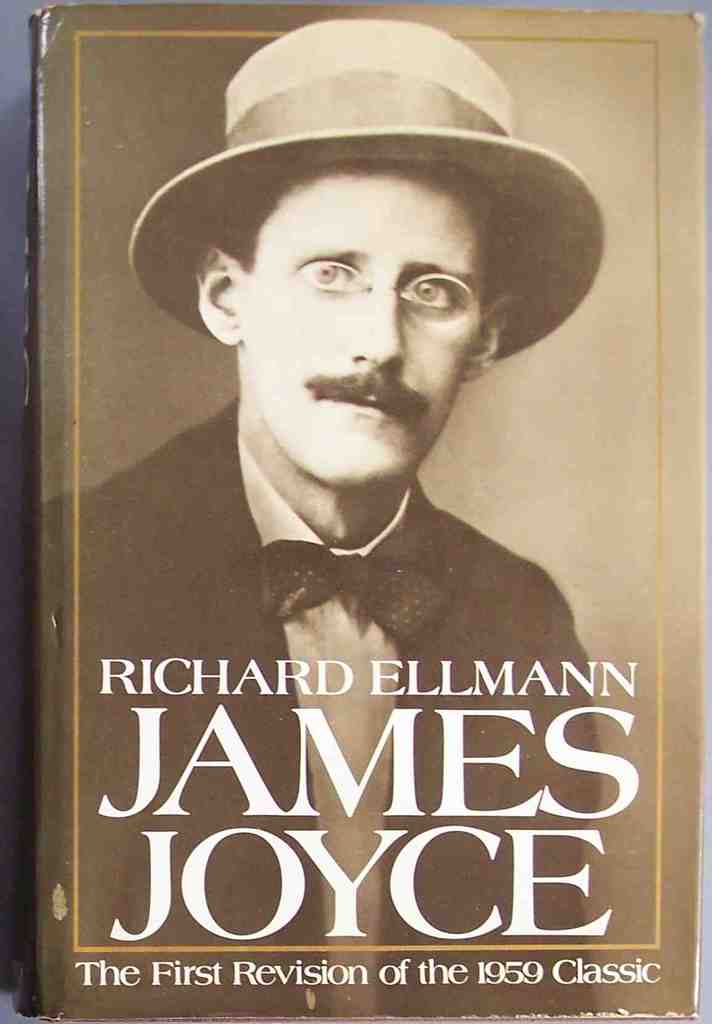 RICHARD ELLMANN
JAMES
JOYCE
The First Revision of the 1959 Classic